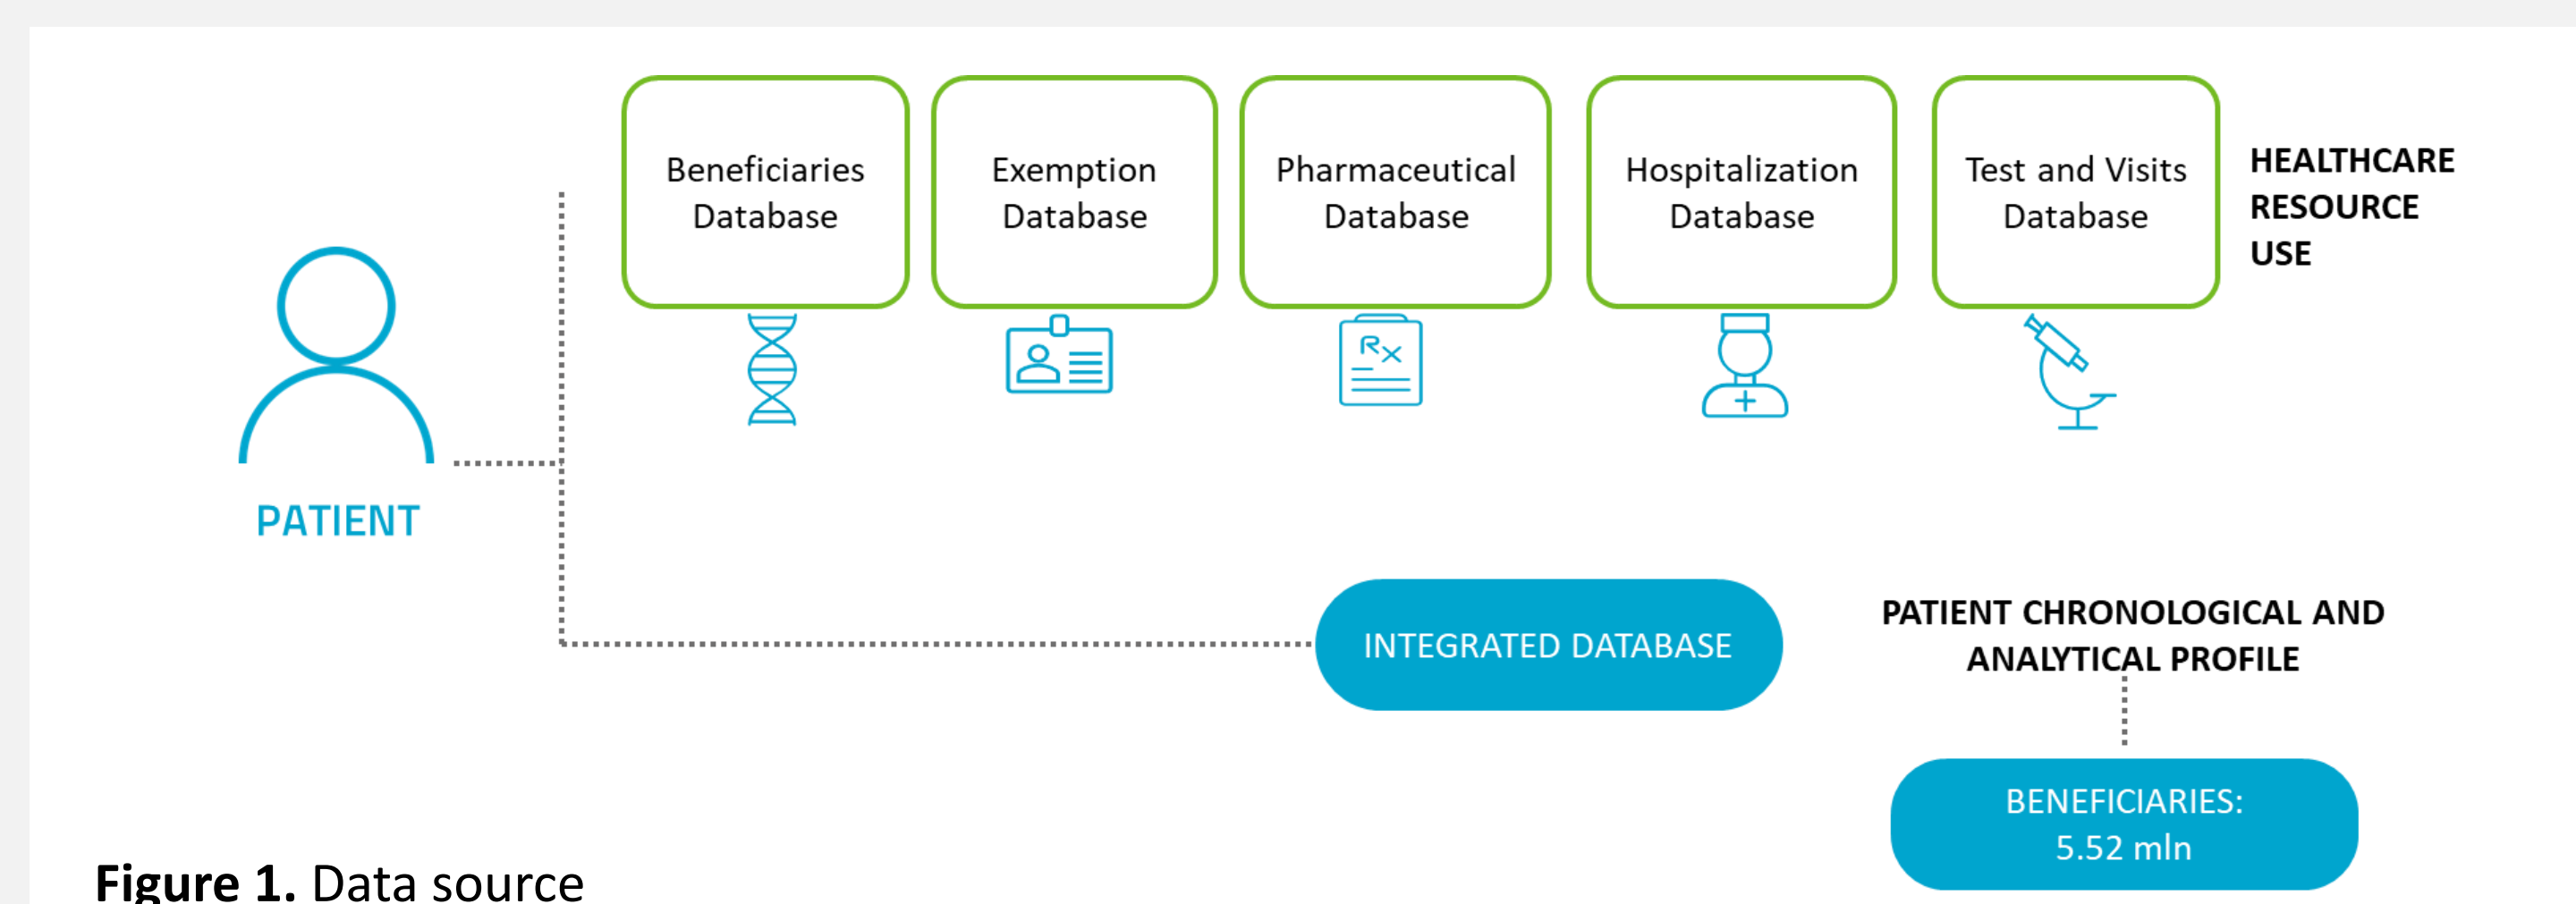 Beneficiaries
Database
Exemption
Database
Pharmaceutical
Database
Hospitalization
Database
Test and Visits
Database
HEALTHCARE
RESOURCE
USE
Rx
PATIENT
INTEGRATED DATABASE
PATIENT CHRONOLOGICAL AND
ANALYTICAL PROFILE
BENEFICIARIES:
5.52 mln
Figure 1. Data source